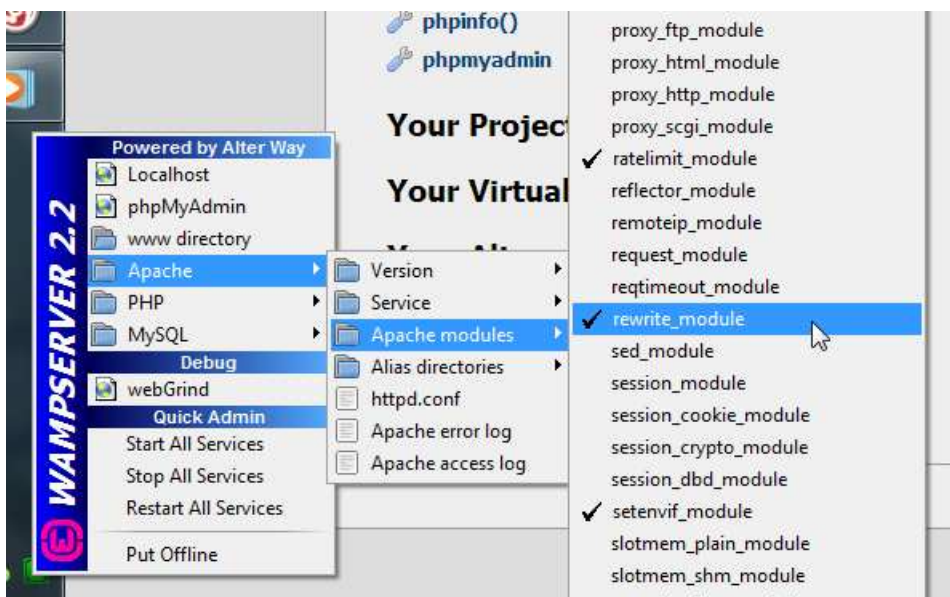 phpinfo()
phpmyadmin
Your Projec
Your Virtual
WAMPSERVER 2.2
Powered by Alter Way
Localhost
phpMyAdmin
www directory
Apache
PHP
MySQL
Debug
webGrind
Quick Admin
Start All Services
Stop All Services
Restart All Services
Put Offline
Version
Service
Apache modules
Alias directories
httpd.conf
Apache error log
Apache access log
proxy_ftp_module
proxy_html_module
proxy_http_module
proxy_scgi_module
ratelimit_module
reflector_module
remoteip_module
request_module
reqtimeout_module
rewrite_module
sed_module
session_module
session_cookie_module
session_crypto_module
session_dbd_module
setenvif_module
slotmem_plain_module
slotmem_shm_module